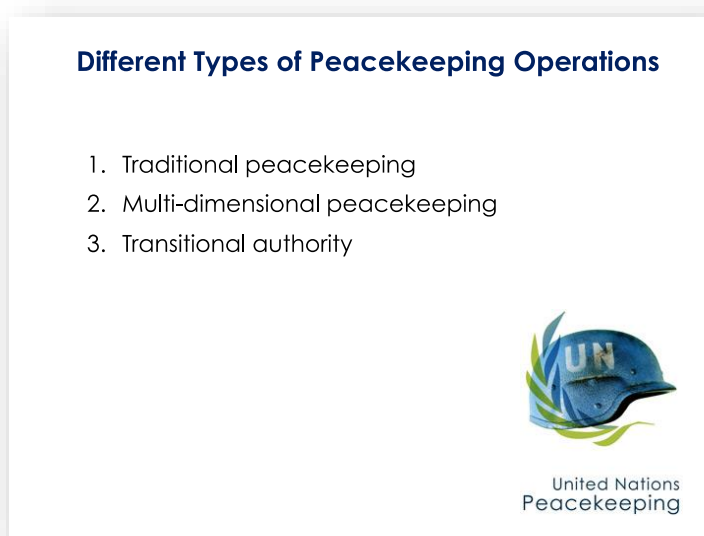 Different Types of Peacekeeping Operations
1. Traditional peacekeeping
2. Multi-dimensional peacekeeping
3. Transitional authority
UN
United Nations
Peacekeeping